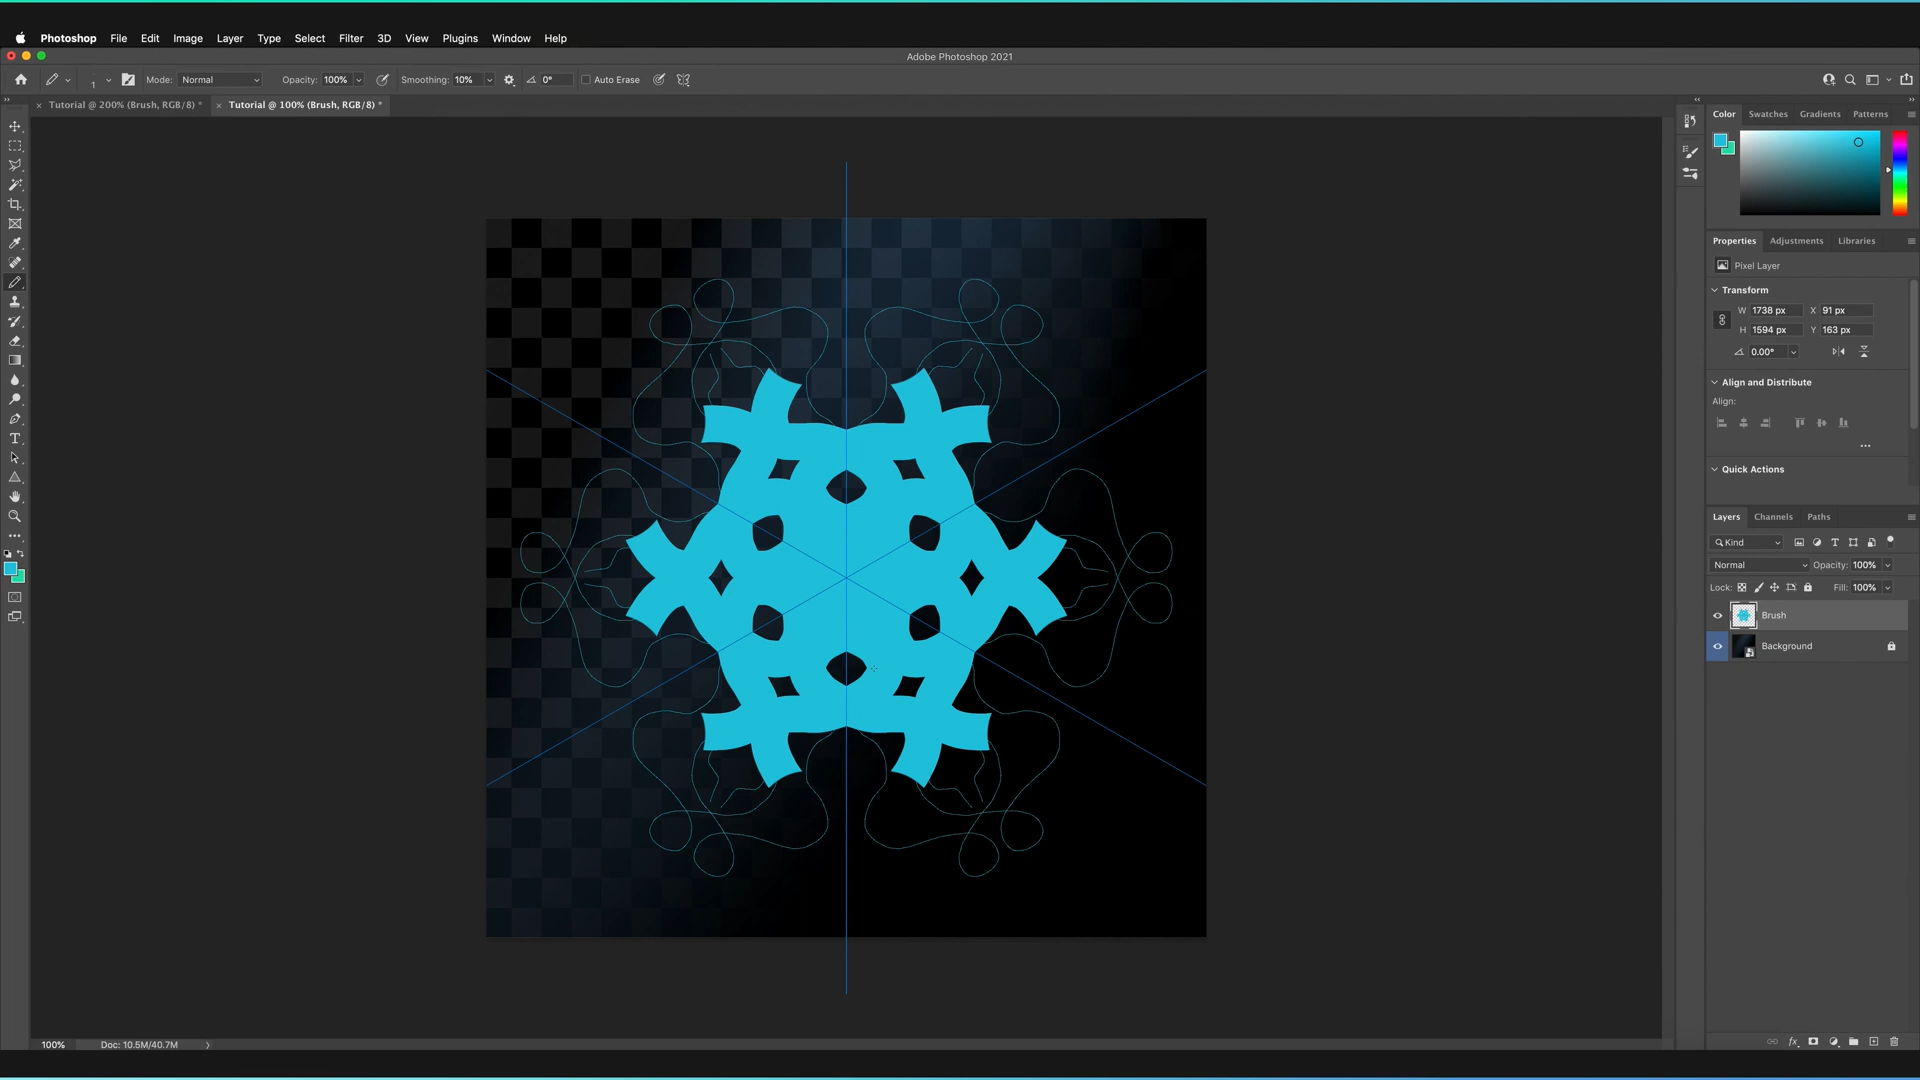 Photoshop File Edit Image Layer Type Select Filter 3D View Plugins Window Help
Adobe Photoshop 2021
1 Mode: Normal Opacity: 100% Smoothing: 10% 0° Auto Erase
Tutorial @ 200% (Brush, RGB/8) * Tutorial @ 100% (Brush, RGB/8) *
Color Swatches Gradients Patterns
Properties Adjustments Libraries
Pixel Layer
Transform
W 1738 px X 91 px
H 1594 px Y 163 px
0.00°
Align and Distribute
Align:
Quick Actions
Layers Channels Paths
Kind
Normal Opacity: 100%
Lock: Fill: 100%
Brush
Background
100% Doc: 10.5M/40.7M